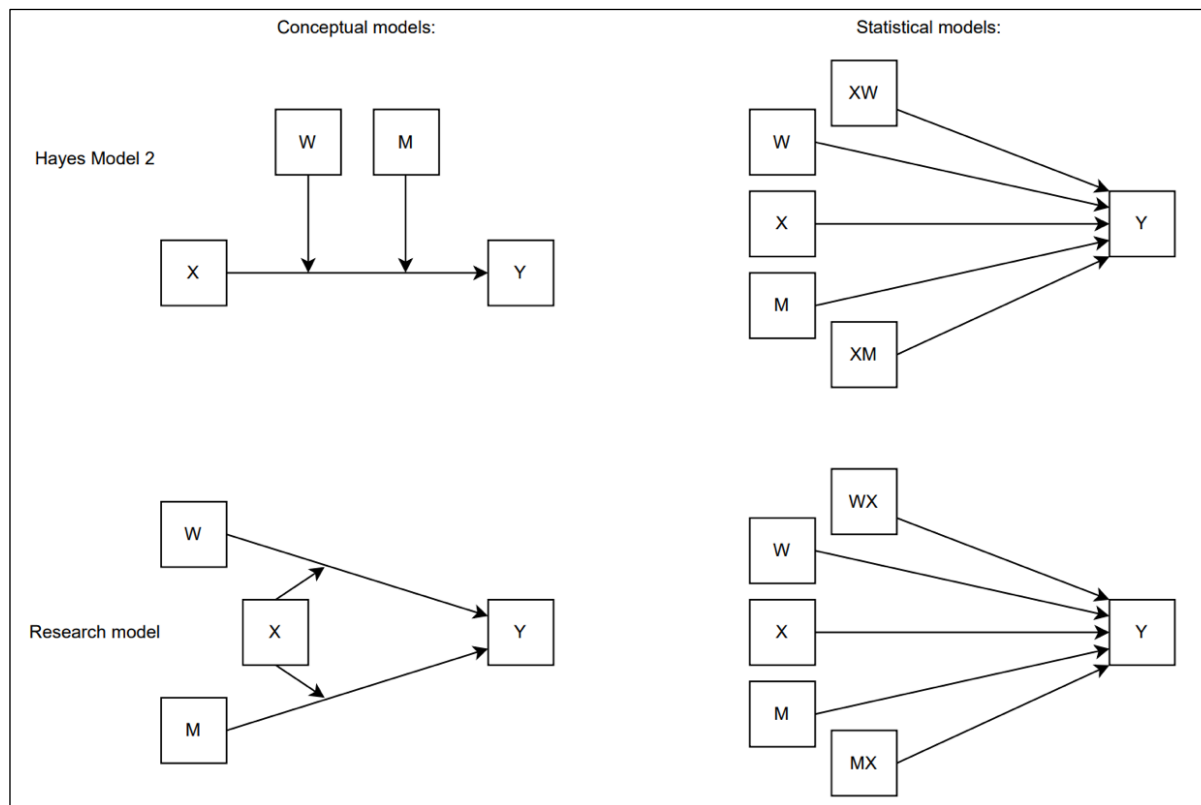 Conceptual models:
Statistical models:
Hayes Model 2
W
M
X
Y
XW
W
X
M
XM
Y
Research model
W
X
M
Y
WX
W
X
M
MX
Y